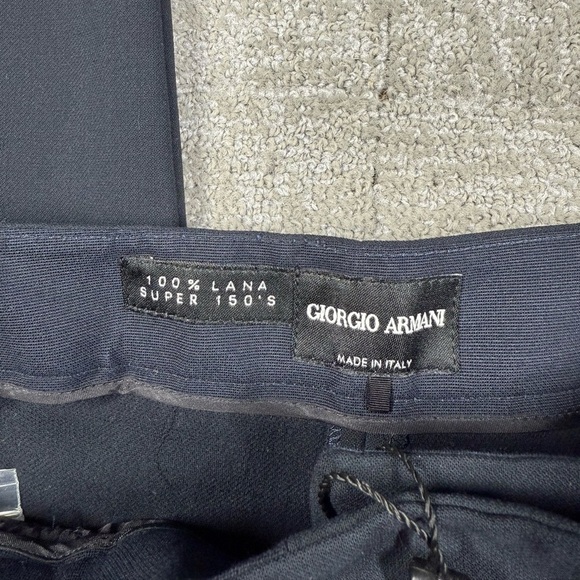 100% LANA
SUPER 150'S
GIORGIO ARMANI
MADE IN ITALY